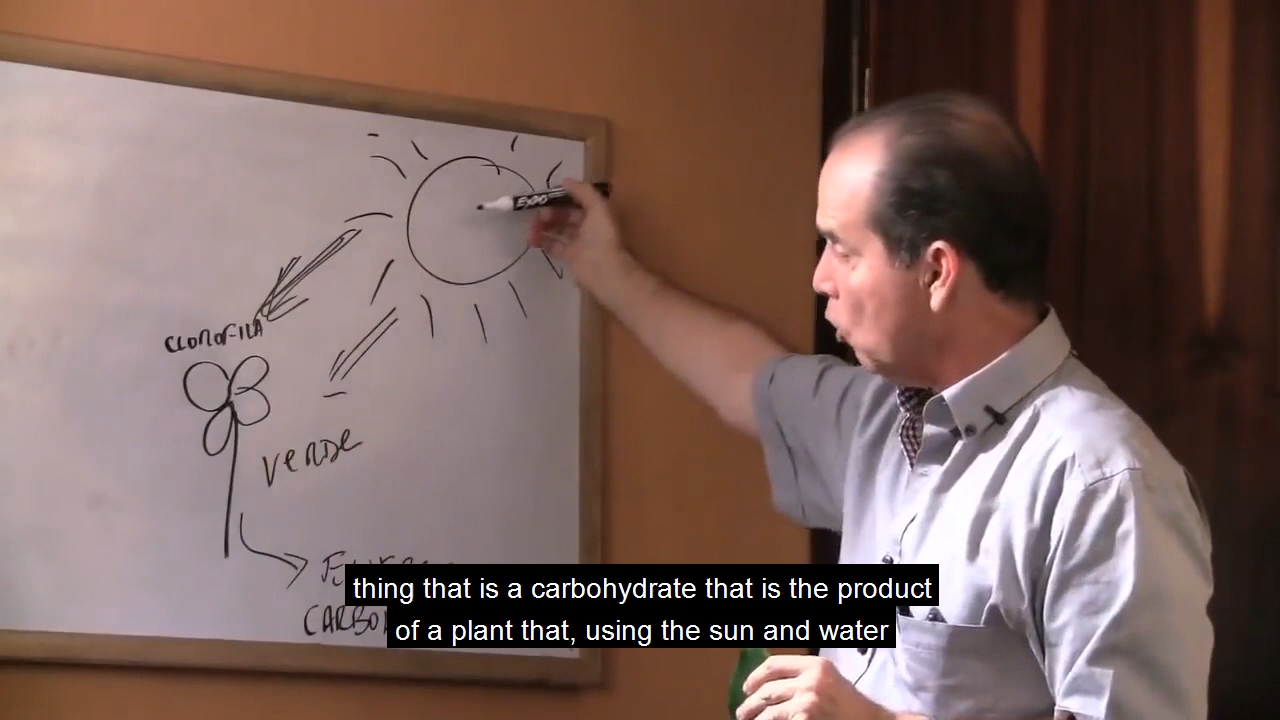 EXPO
CLOROFILA
VERDE
CARBO
thing that is a carbohydrate that is the product
of a plant that, using the sun and water